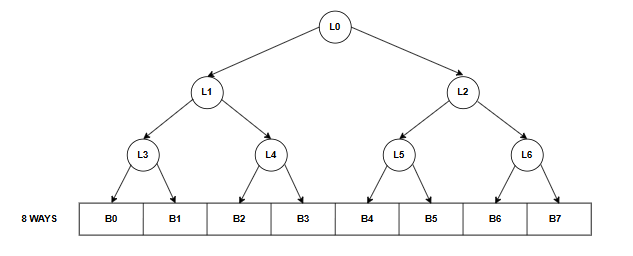 L0
L1 L2
L3 L4 L5 L6
8 WAYS B0 B1 B2 B3 B4 B5 B6 B7